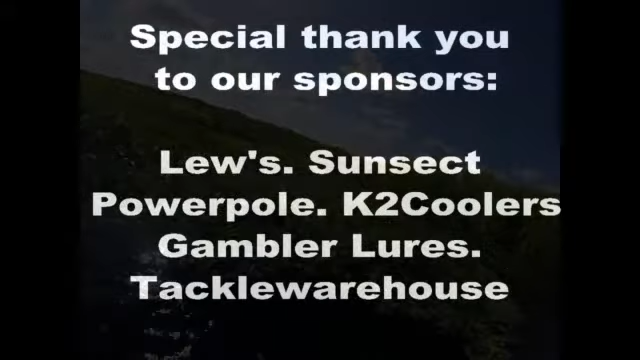 Special thank you
to our sponsors:
Lew's. Sunsect
Powerpole. K2Coolers
Gambler Lures.
Tacklewarehouse